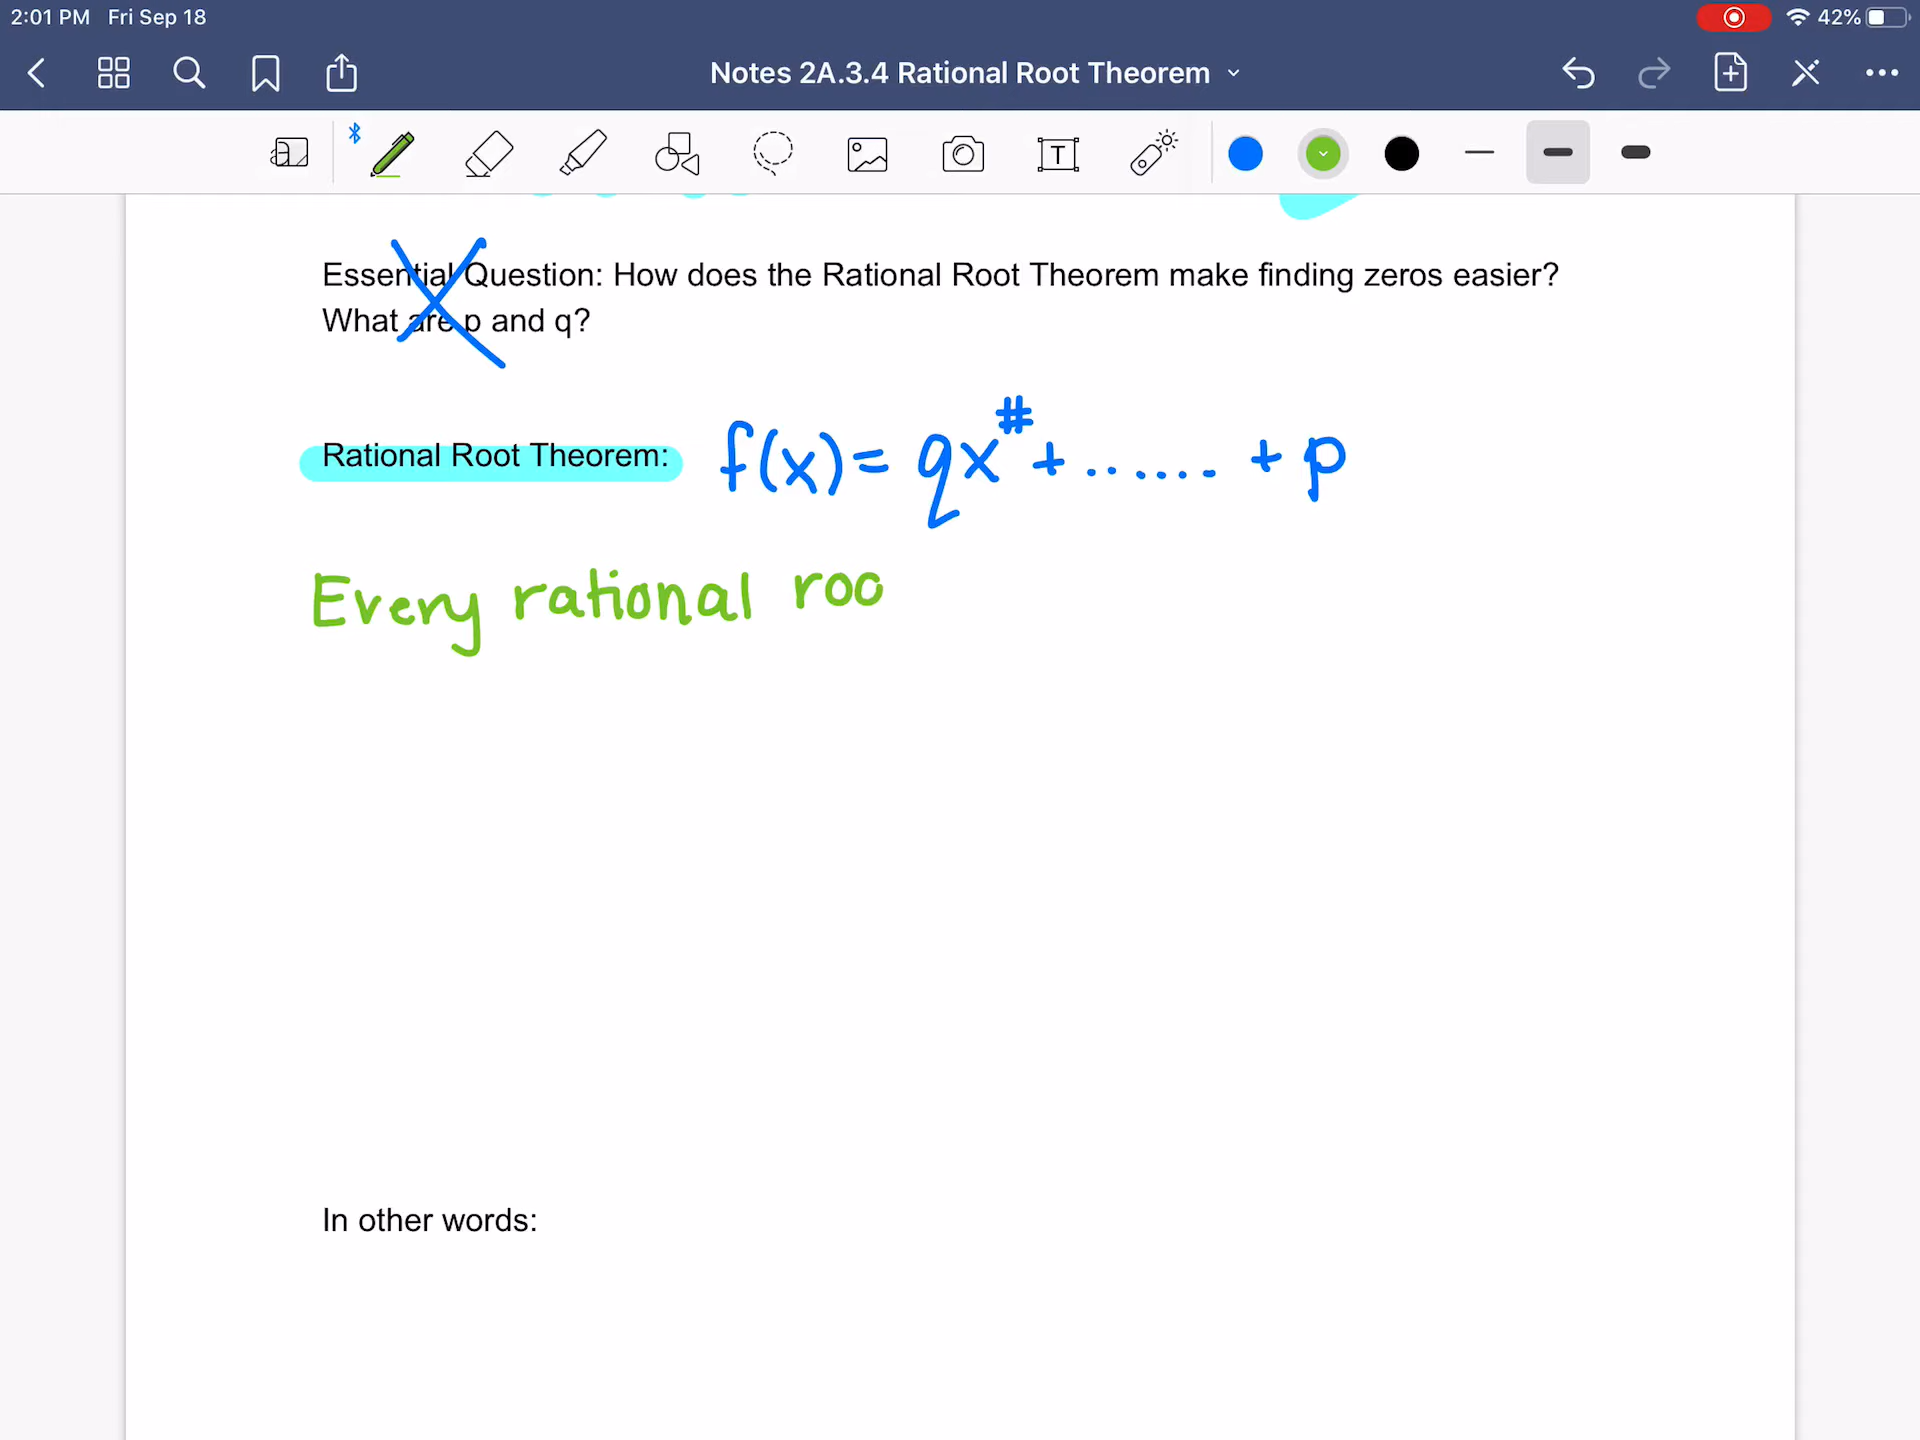 2:01 PM Fri Sep 18
42%
Notes 2A.3.4 Rational Root Theorem
Essential Question: How does the Rational Root Theorem make finding zeros easier?
What are p and q?
Rational Root Theorem: f(x) = qx^# + ...... + p
Every rational roo
In other words: